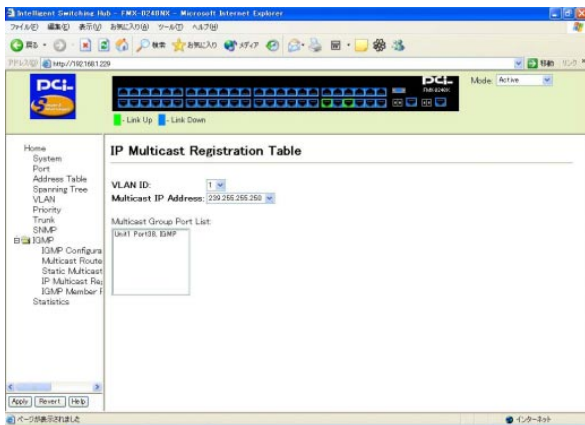 Intelligent Switching Hub - FMX-0248NX - Microsoft Internet Explorer
ファイル(F) 編集(E) 表示(V) お気に入り(A) ツール(T) ヘルプ(H)
戻る 検索 お気に入り メディア
http://192.168.1.229 移動 リンク
PCi
PCi
Mode: Active
- Link Up - Link Down
Home
System
Port
Address Table
Spanning Tree
VLAN
Priority
Trunk
SNMP
IGMP
IGMP Configura
Multicast Route
Static Multicast
IP Multicast Reg
IGMP Member F
Statistics
IP Multicast Registration Table
VLAN ID: 1
Multicast IP Address: 239.255.255.250
Multicast Group Port List:
Unit1 Port38, IGMP
Apply Revert Help
ページが表示されました インターネット